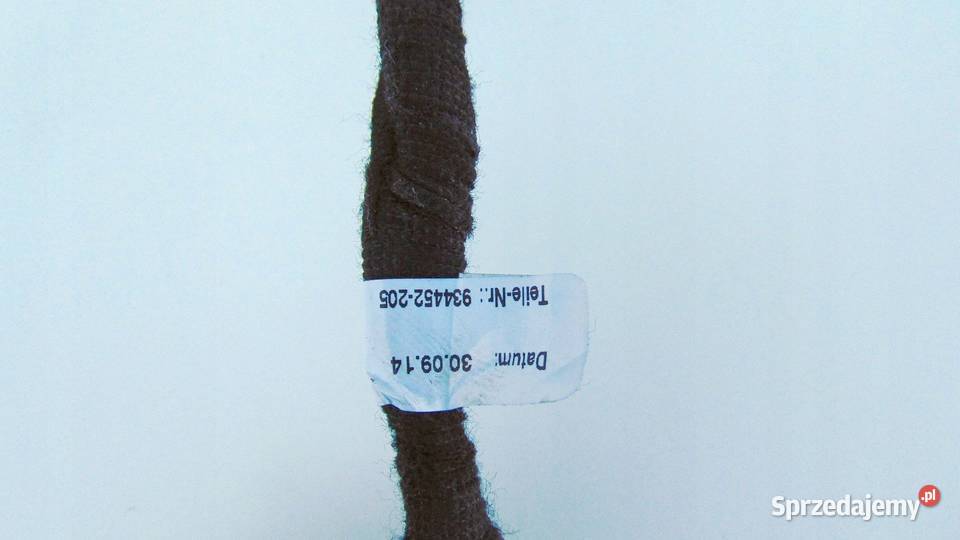 Datum: 30.09.14
Teile-Nr.: 934452-205
Sprzedajemy.pl